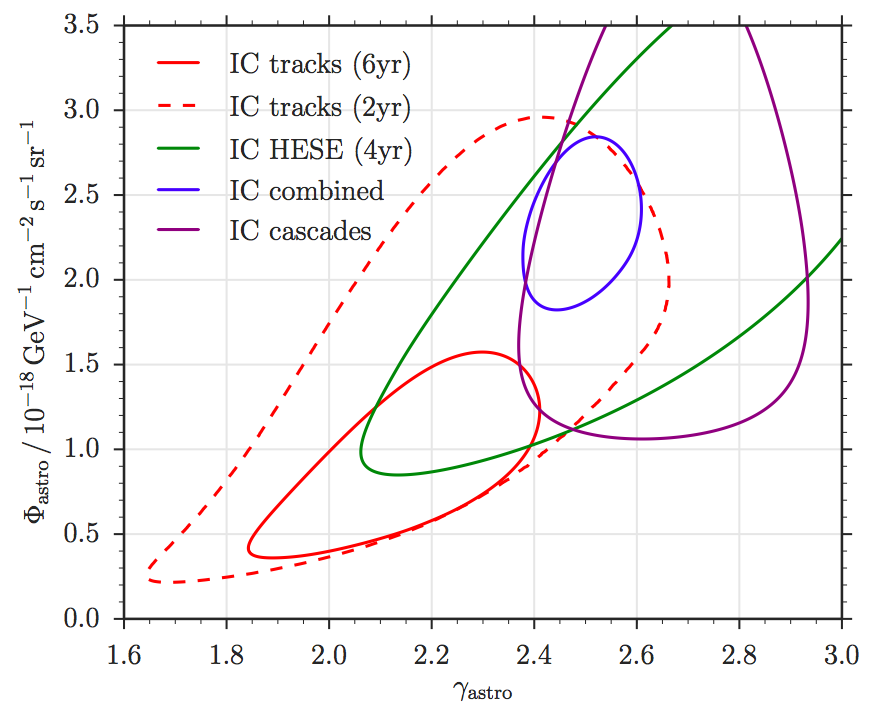 3.5
3.0
2.5
2.0
1.5
1.0
0.5
0.0
Φastro / 10−18 GeV−1 cm−2 s−1 sr−1
IC tracks (6yr)
IC tracks (2yr)
IC HESE (4yr)
IC combined
IC cascades
1.6 1.8 2.0 2.2 2.4 2.6 2.8 3.0
γastro